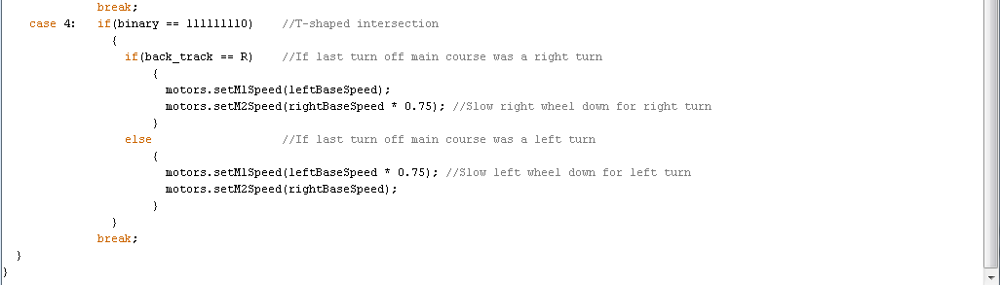 break;
case 4: if(binary == 1111111110) //T-shaped intersection
{
if(back_track == R) //If last turn off main course was a right turn
{
motors.setM1Speed(leftBaseSpeed);
motors.setM2Speed(rightBaseSpeed * 0.75); //Slow right wheel down for right turn
}
else //If last turn off main course was a left turn
{
motors.setM1Speed(leftBaseSpeed * 0.75); //Slow left wheel down for left turn
motors.setM2Speed(rightBaseSpeed);
}
}
break;
}
}